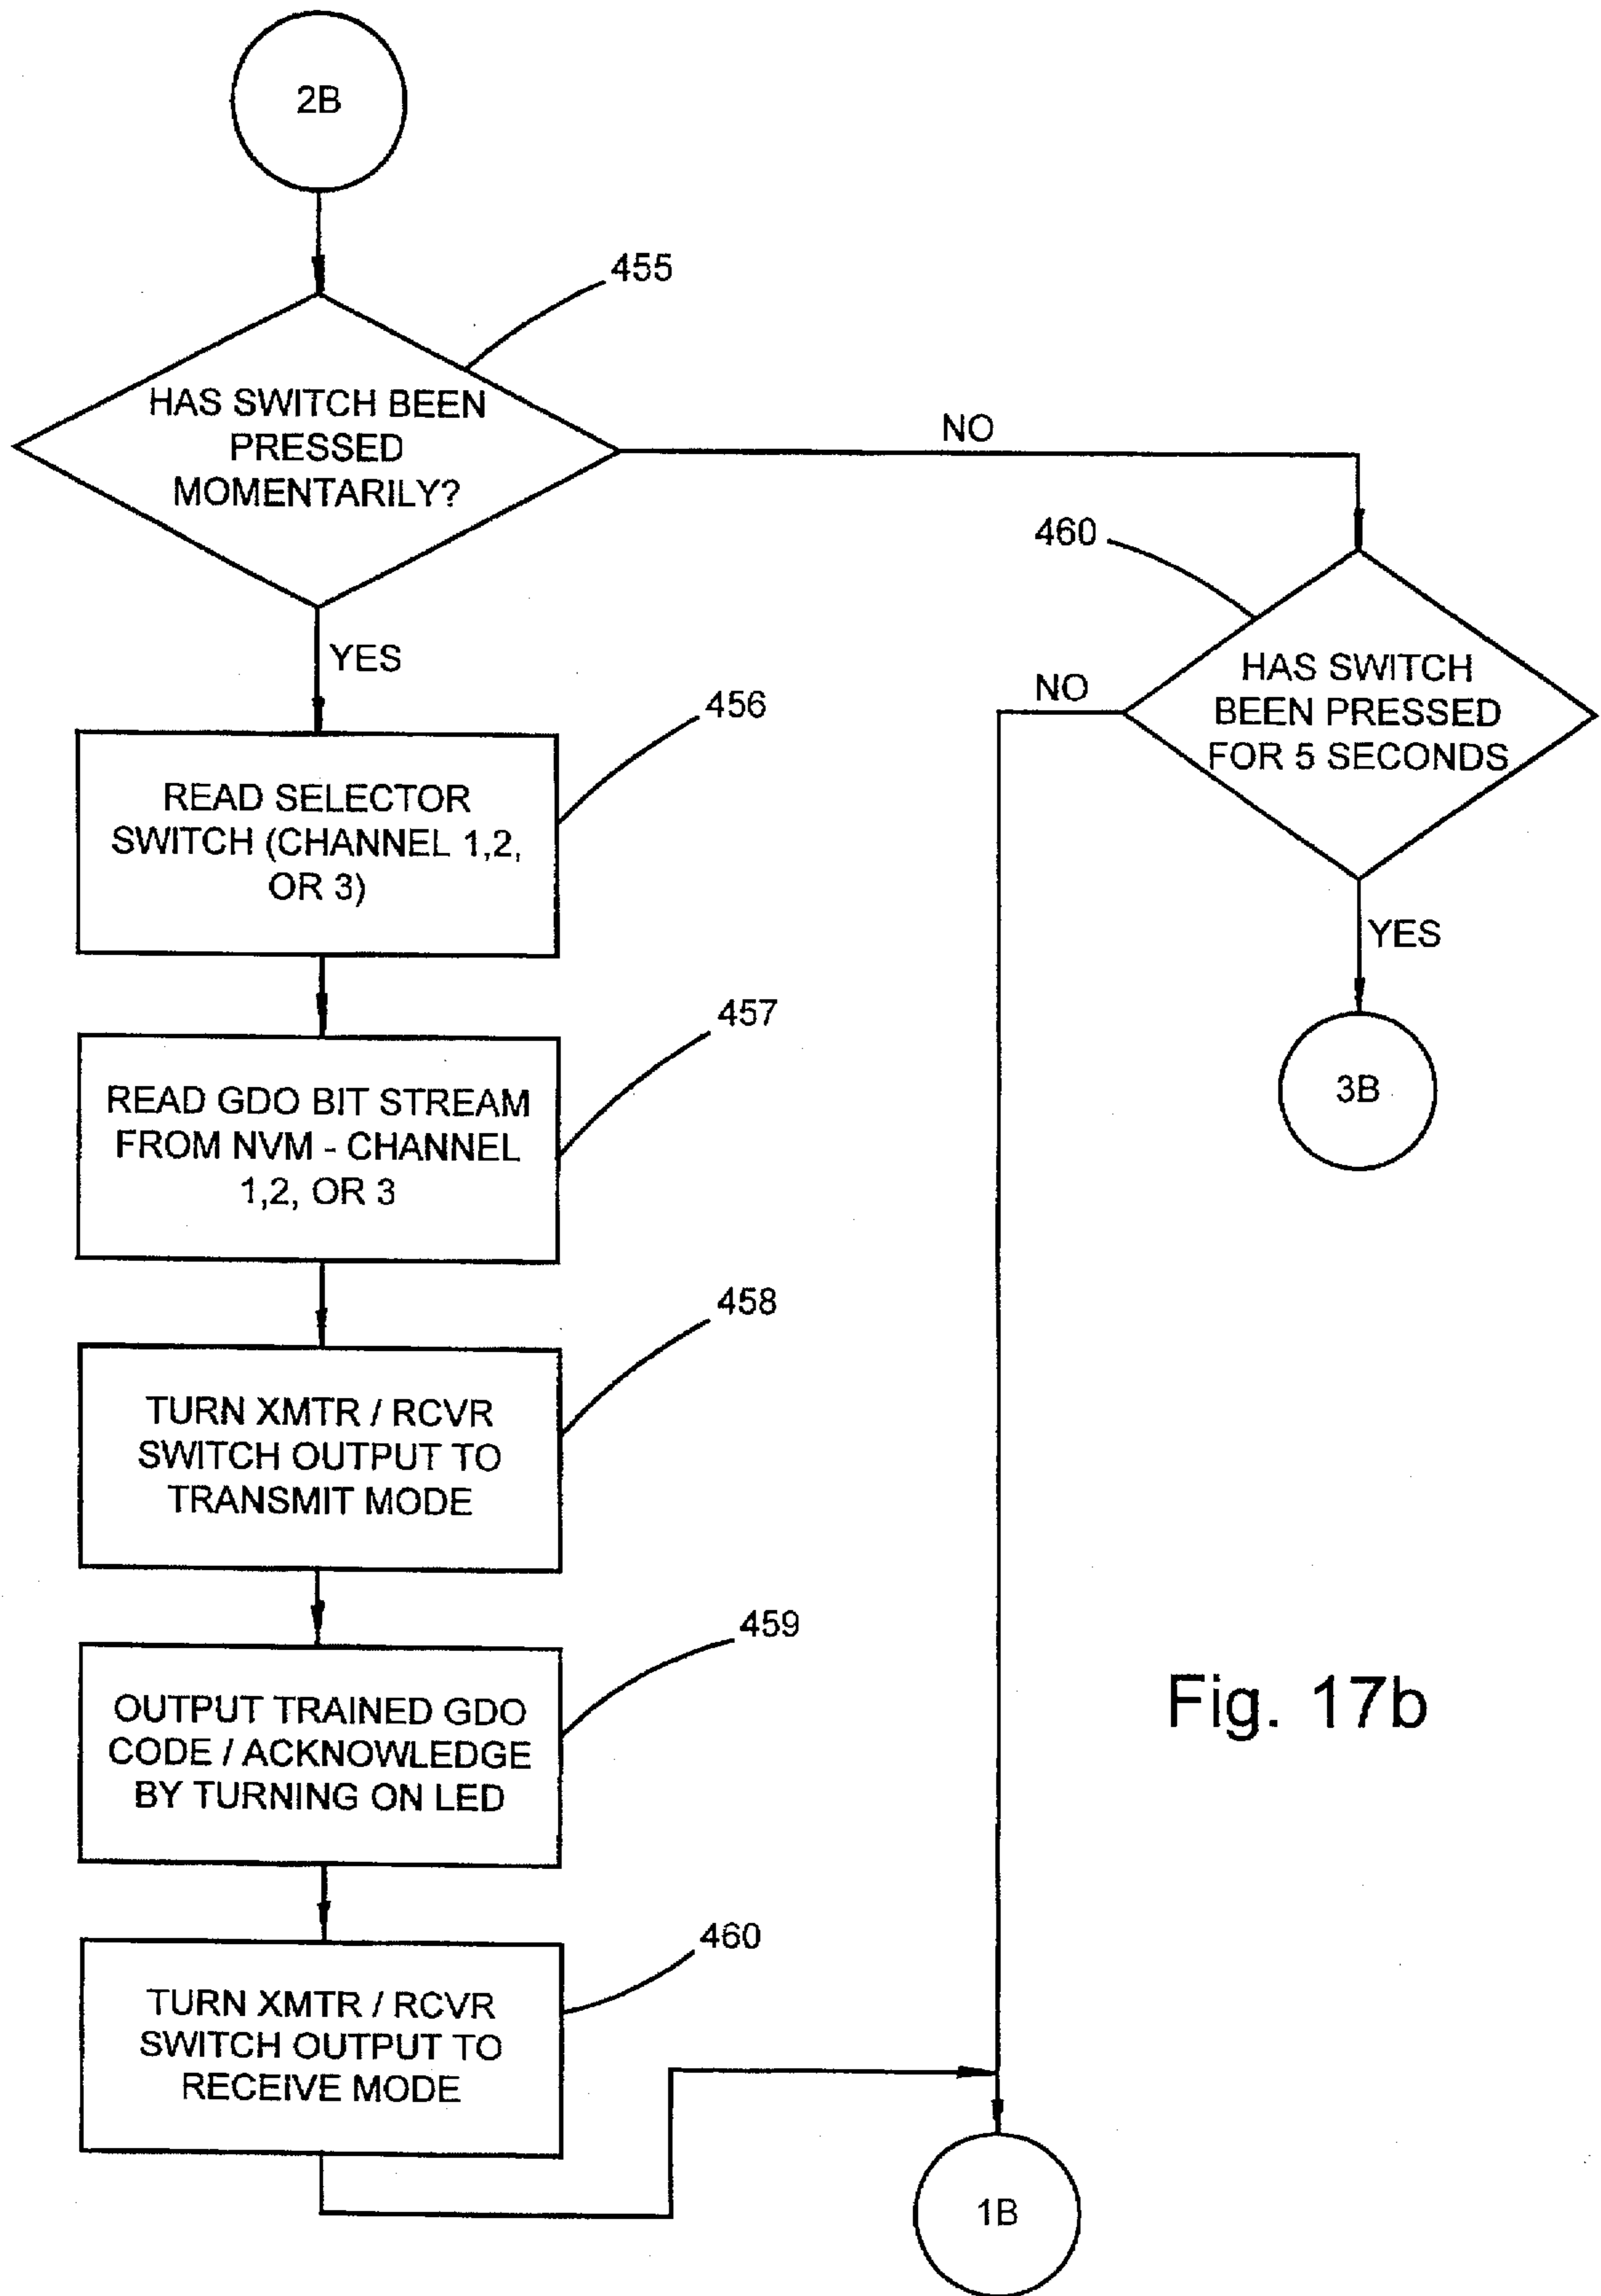 2B
455
HAS SWITCH BEEN
PRESSED
MOMENTARILY?
NO
460
HAS SWITCH
BEEN PRESSED
FOR 5 SECONDS
NO
YES
456
READ SELECTOR
SWITCH (CHANNEL 1,2,
OR 3)
YES
3B
457
READ GDO BIT STREAM
FROM NVM - CHANNEL
1,2, OR 3
458
TURN XMTR / RCVR
SWITCH OUTPUT TO
TRANSMIT MODE
459
OUTPUT TRAINED GDO
CODE / ACKNOWLEDGE
BY TURNING ON LED
460
TURN XMTR / RCVR
SWITCH OUTPUT TO
RECEIVE MODE
1B
Fig. 17b